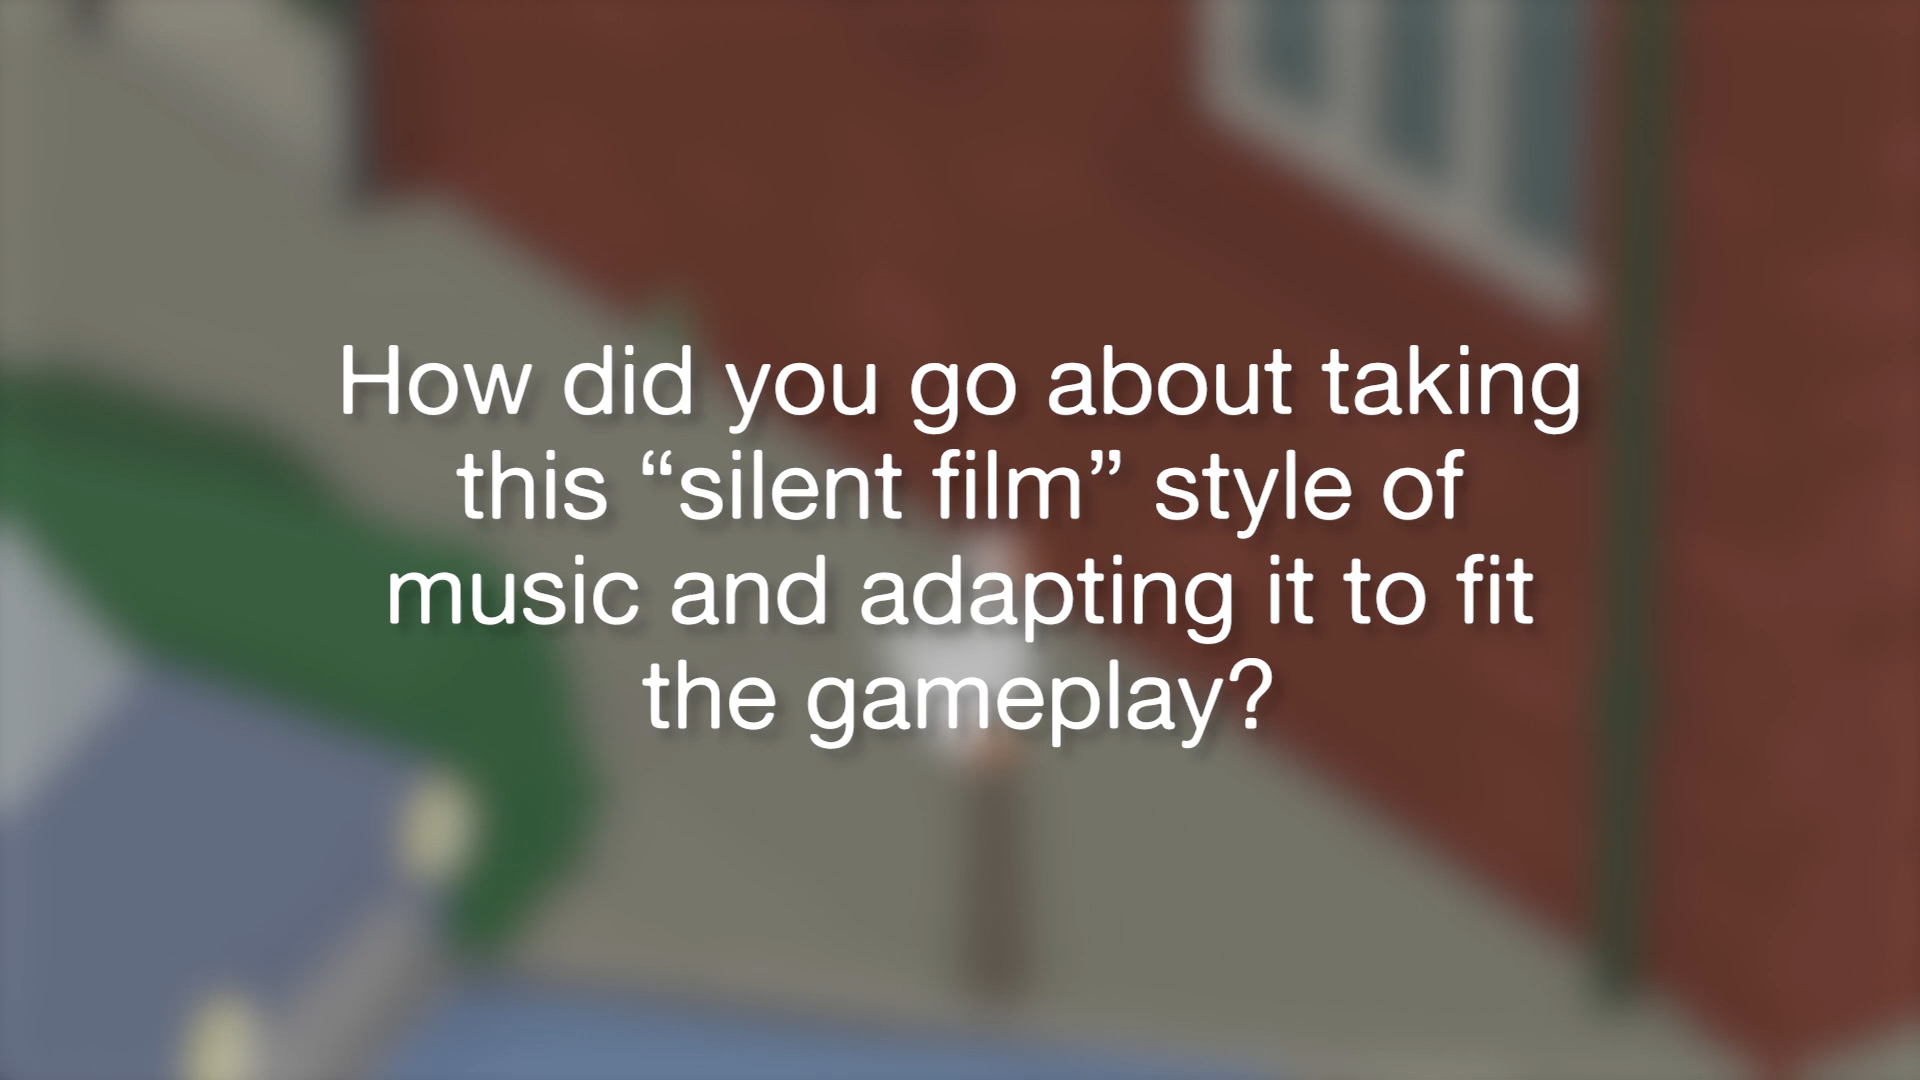 How did you go about taking
this “silent film” style of
music and adapting it to fit
the gameplay?